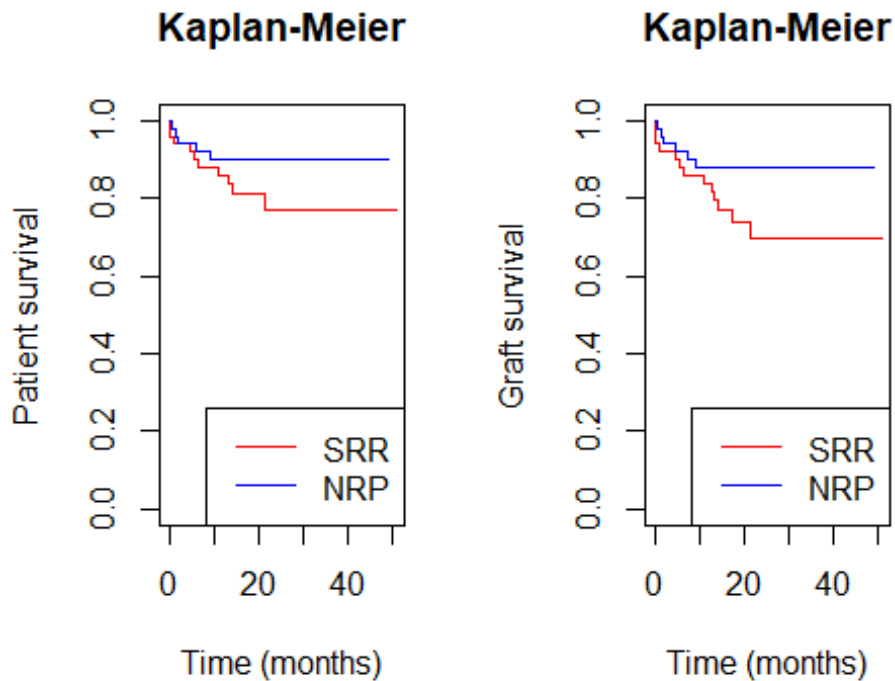 Kaplan-Meier
Patient survival
1.0
0.8
0.6
0.4
0.2
0.0
SRR
NRP
0 20 40
Time (months)
Kaplan-Meier
Graft survival
1.0
0.8
0.6
0.4
0.2
0.0
SRR
NRP
0 20 40
Time (months)